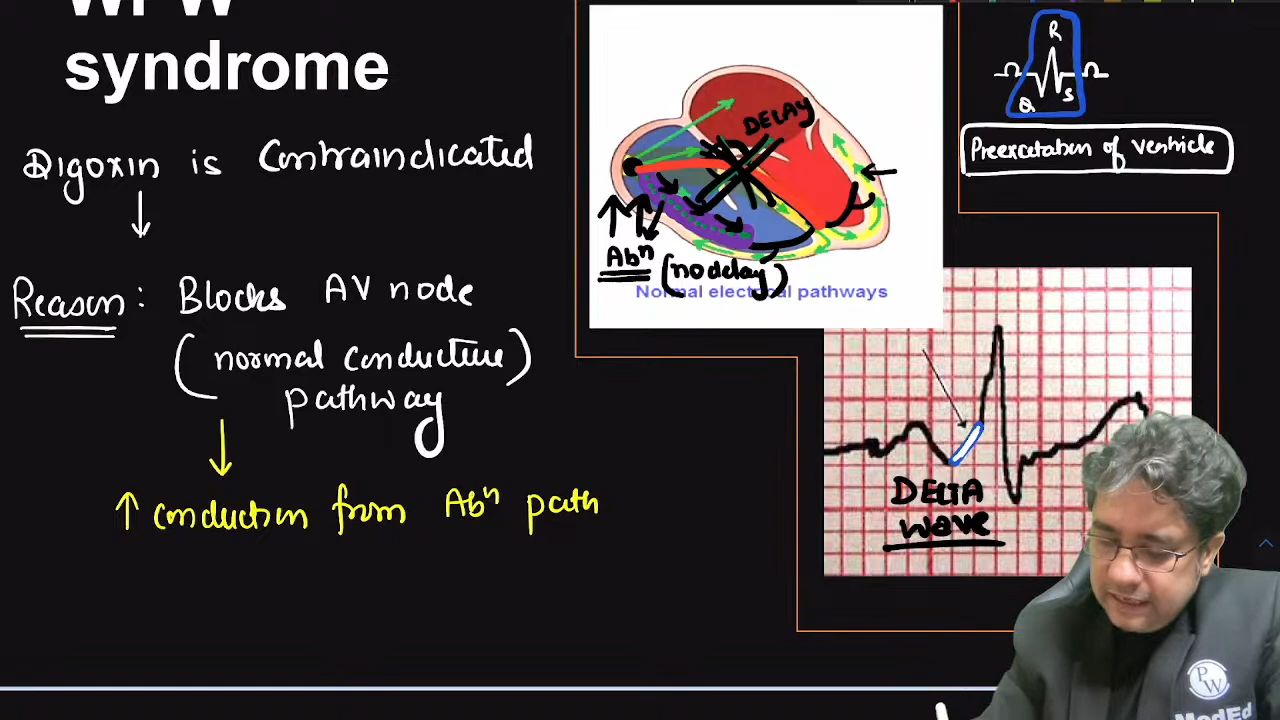 WPW
syndrome
Digoxin is Contraindicated
Reason: Blocks AV node
(normal conductive)
pathway
↑ conduction from Abⁿ path
DELAY
Abⁿ (no delay)
Normal electrical pathways
R
Q S
Preexcitation of ventricle
DELTA
wave
PW
MedEd